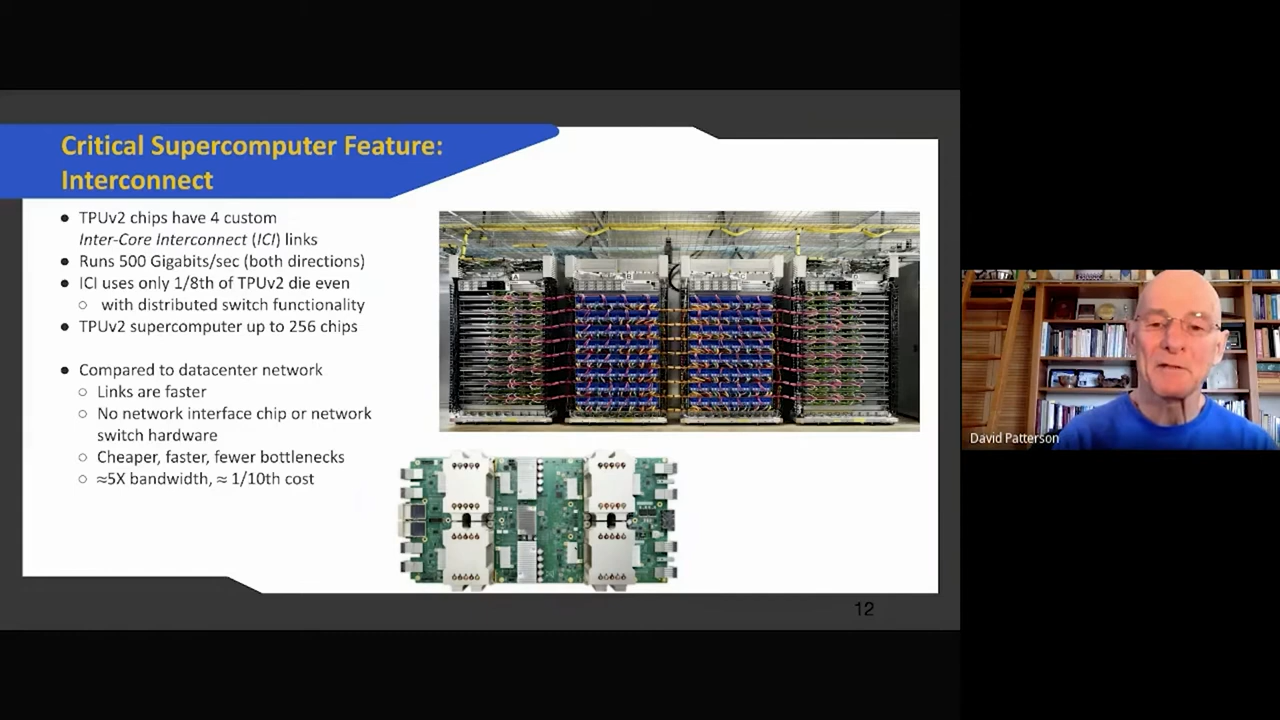 Critical Supercomputer Feature:
Interconnect
● TPUv2 chips have 4 custom
Inter-Core Interconnect (ICI) links
● Runs 500 Gigabits/sec (both directions)
● ICI uses only 1/8th of TPUv2 die even
○ with distributed switch functionality
● TPUv2 supercomputer up to 256 chips
● Compared to datacenter network
○ Links are faster
○ No network interface chip or network
switch hardware
○ Cheaper, faster, fewer bottlenecks
○ ≈5X bandwidth, ≈ 1/10th cost
12
David Patterson